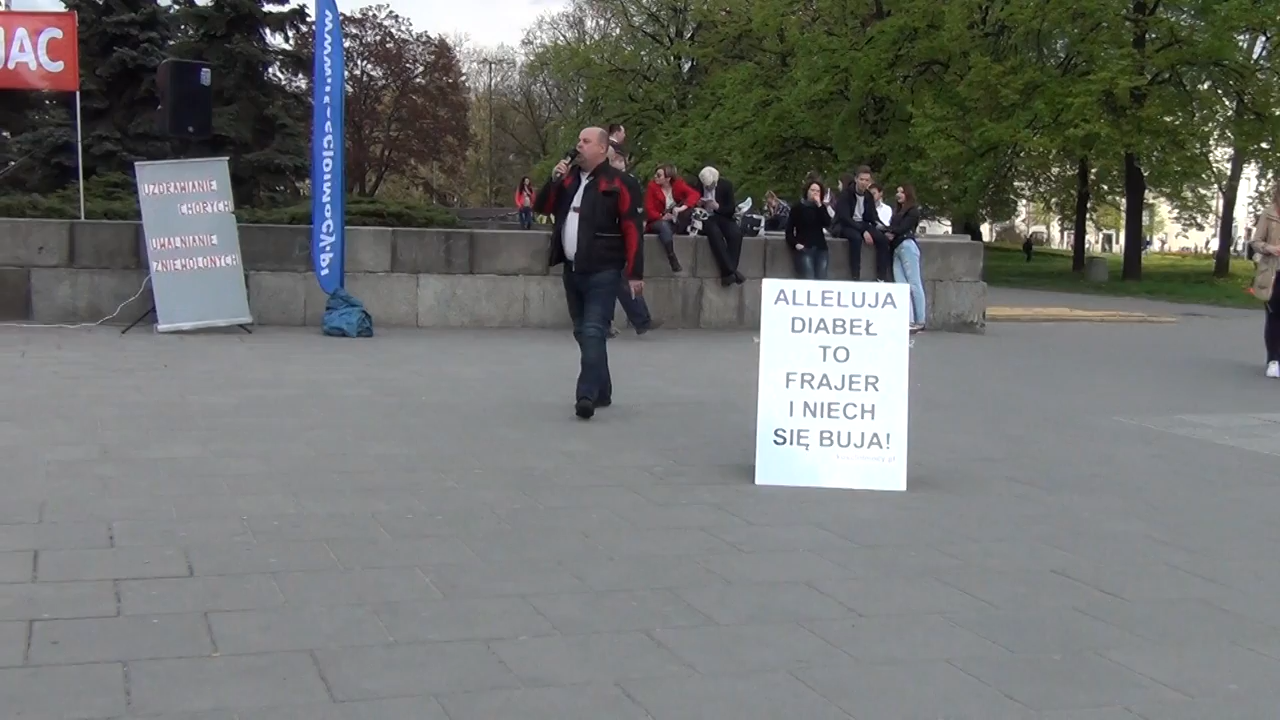 JAC
UZDRAWIANIE
CHORYCH
UWALNIANIE
ZNIEWOLONYCH
ALLELUJA
DIABEŁ
TO
FRAJER
I NIECH
SIĘ BUJA!